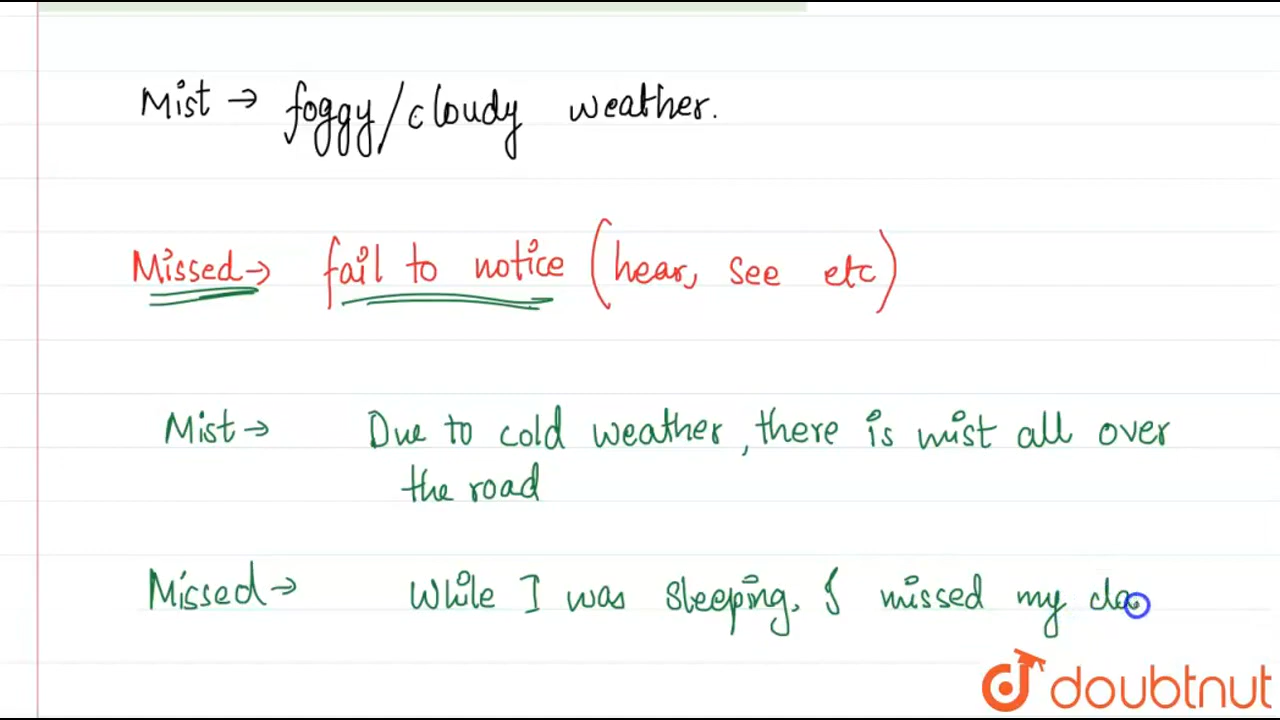 Mist → foggy/cloudy weather.
Missed → fail to notice (hear, see etc)
Mist → Due to cold weather, there is mist all over
the road
Missed → While I was sleeping, I missed my cla
doubtnut